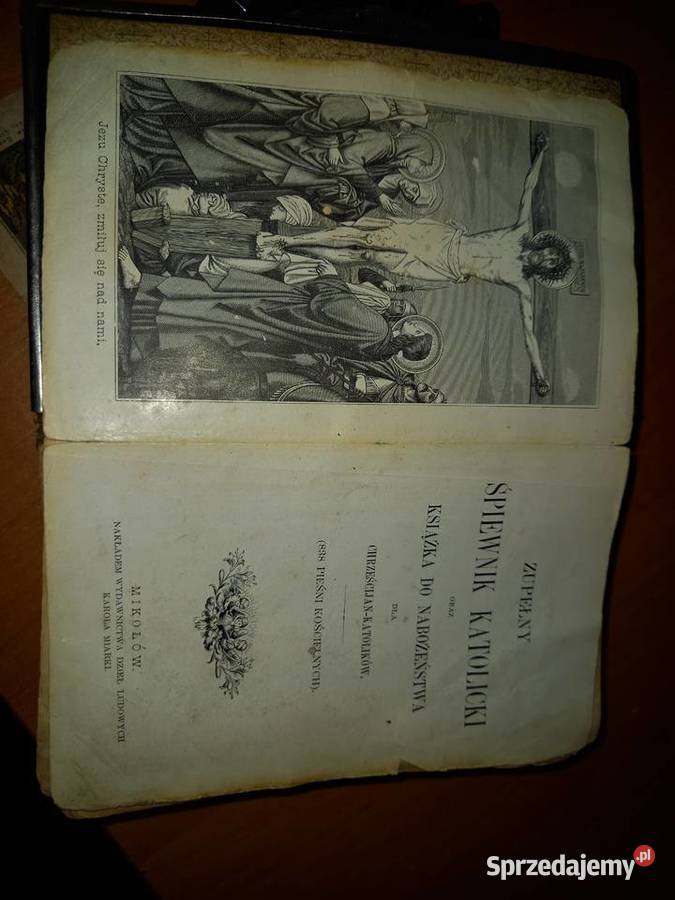 Jezu Chryste, zmiłuj się nad nami.
ZUPEŁNY
ŚPIEWNIK KATOLICKI
ORAZ
KSIĄŻKA DO NABOŻEŃSTWA
DLA
CHRZEŚCIJAN-KATOLIKÓW.
(838 PIEŚNI KOŚCIELNYCH).
MIKOŁÓW.
NAKŁADEM WYDAWNICTWA DZIEŁ LUDOWYCH
KAROLA MIARKI.
Sprzedajemy.pl